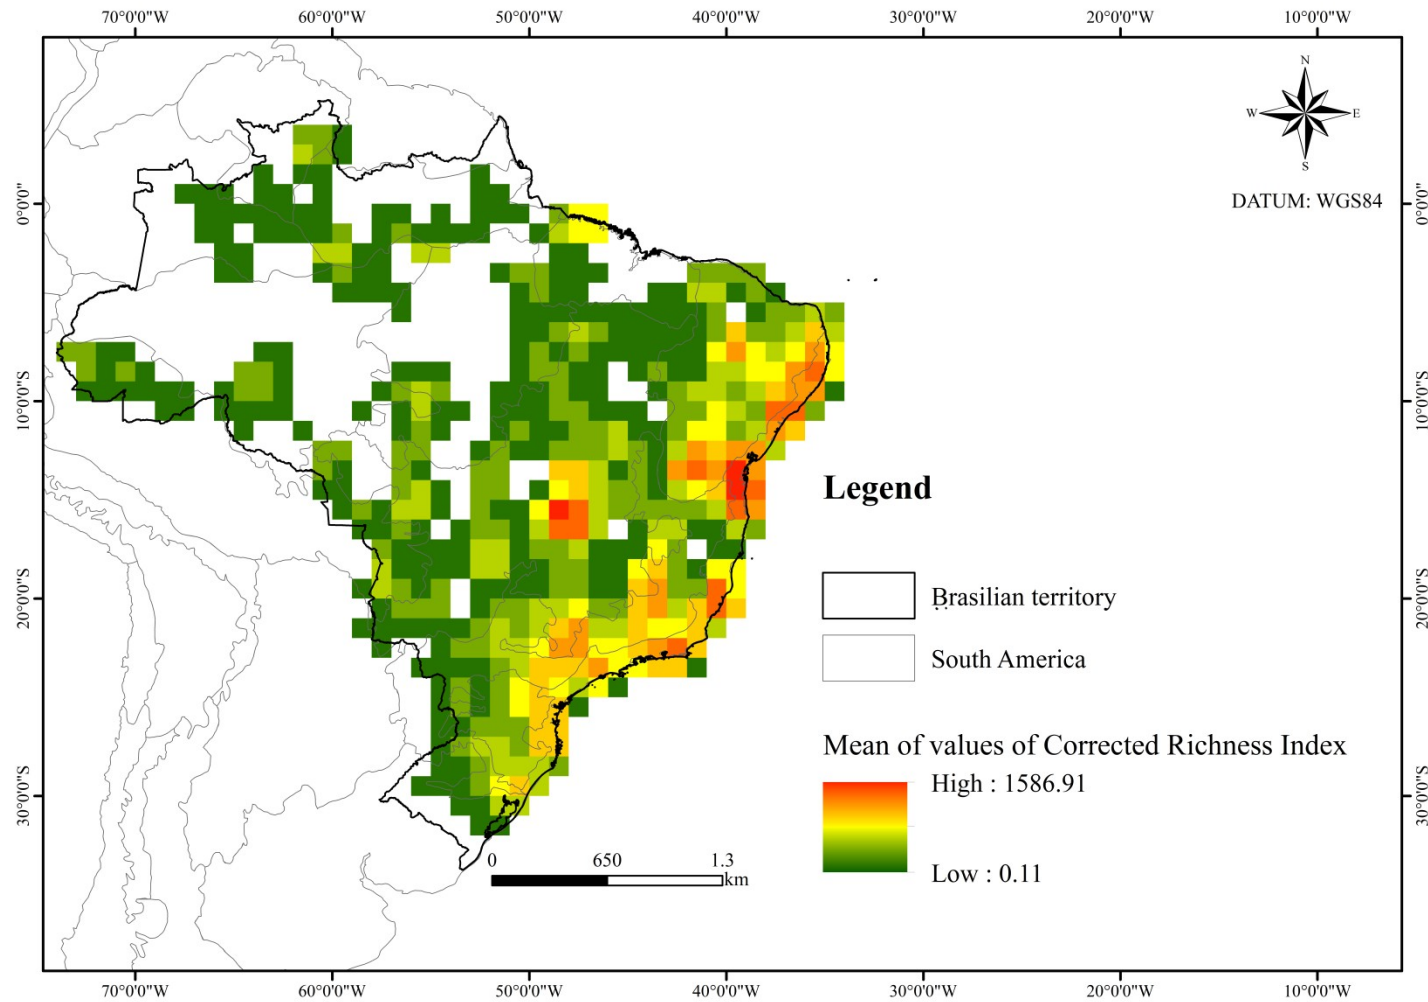 70°0'0"W 60°0'0"W 50°0'0"W 40°0'0"W 30°0'0"W 20°0'0"W 10°0'0"W
N
W E
S
DATUM: WGS84
0°0'0" 0°0'0"
10°0'0"S 10°0'0"S
Legend
Brasilian territory
20°0'0"S 20°0'0"S
South America
Mean of values of Corrected Richness Index
High : 1586.91
30°0'0"S 30°0'0"S
0 650 1.3
km
Low : 0.11
70°0'0"W 60°0'0"W 50°0'0"W 40°0'0"W 30°0'0"W 20°0'0"W 10°0'0"W